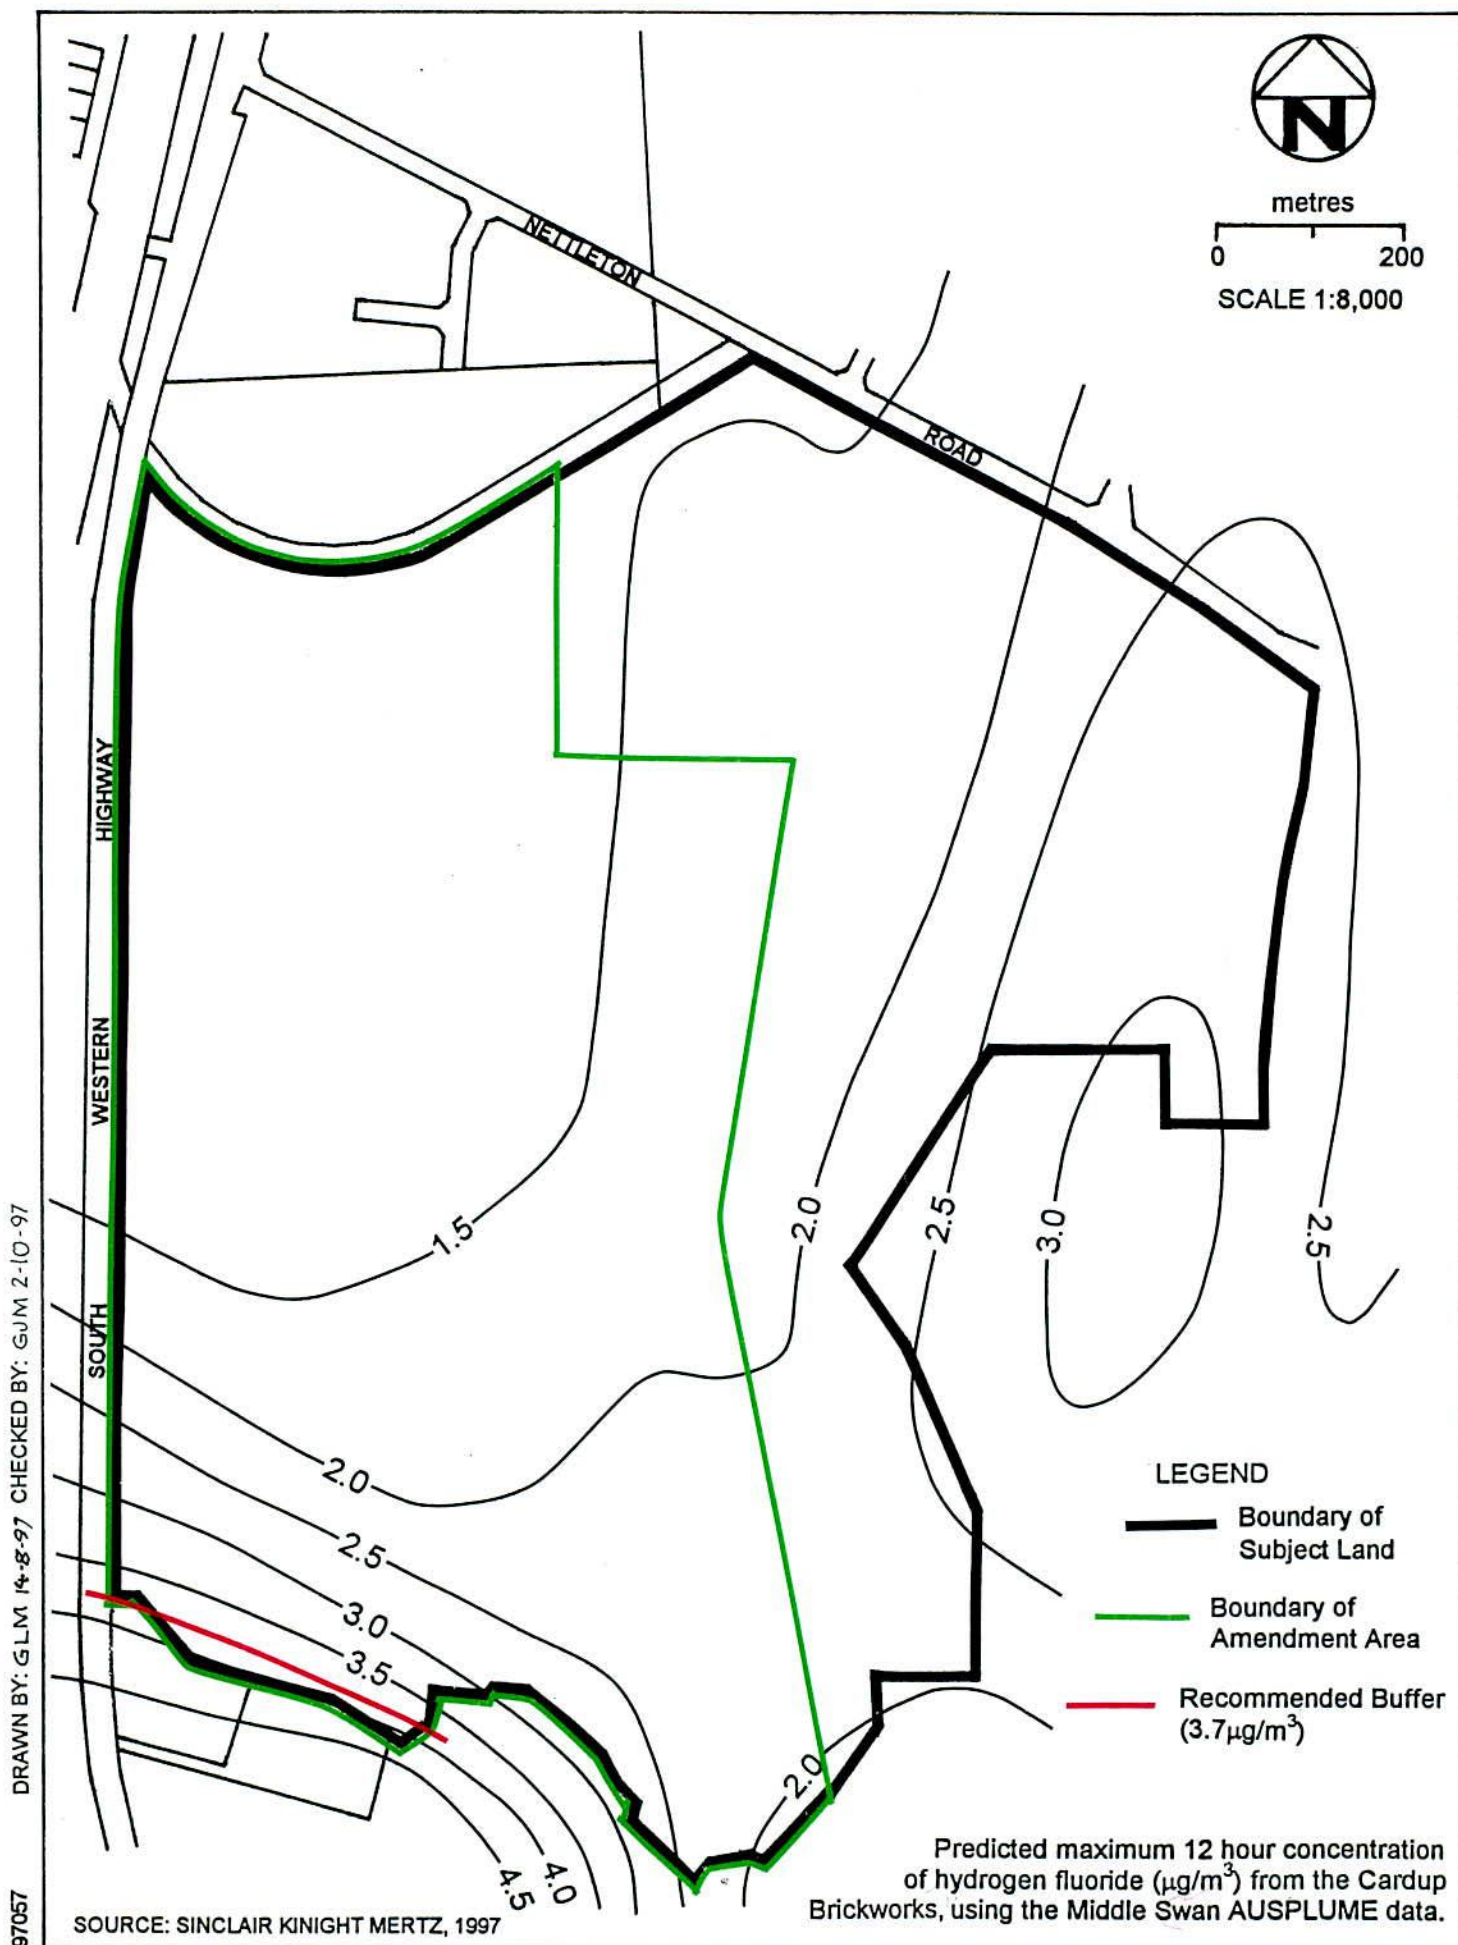 N
metres
0 200
SCALE 1:8,000
NETTLETON
ROAD
HIGHWAY
WESTERN
SOUTH
1.5
2.0
2.5
3.0
2.5
2.0
2.5
3.0
3.5
2.0
4.0
4.5
LEGEND
Boundary of
Subject Land
Boundary of
Amendment Area
Recommended Buffer
(3.7µg/m³)
Predicted maximum 12 hour concentration
of hydrogen fluoride (µg/m³) from the Cardup
Brickworks, using the Middle Swan AUSPLUME data.
SOURCE: SINCLAIR KINIGHT MERTZ, 1997
97057 DRAWN BY: GLM 14-8-97 CHECKED BY: GJM 2-10-97